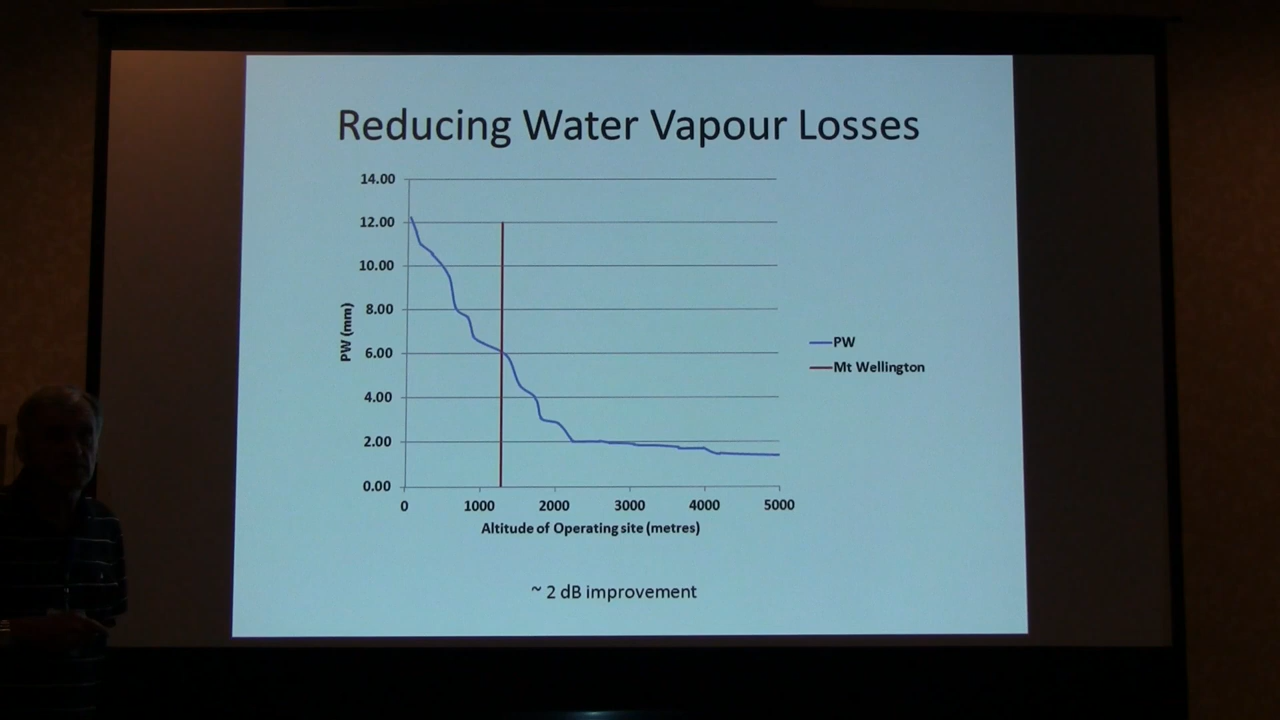 Reducing Water Vapour Losses
14.00
12.00
10.00
8.00
6.00
4.00
2.00
0.00
PW (mm)
0 1000 2000 3000 4000 5000
Altitude of Operating site (metres)
PW
Mt Wellington
~ 2 dB improvement